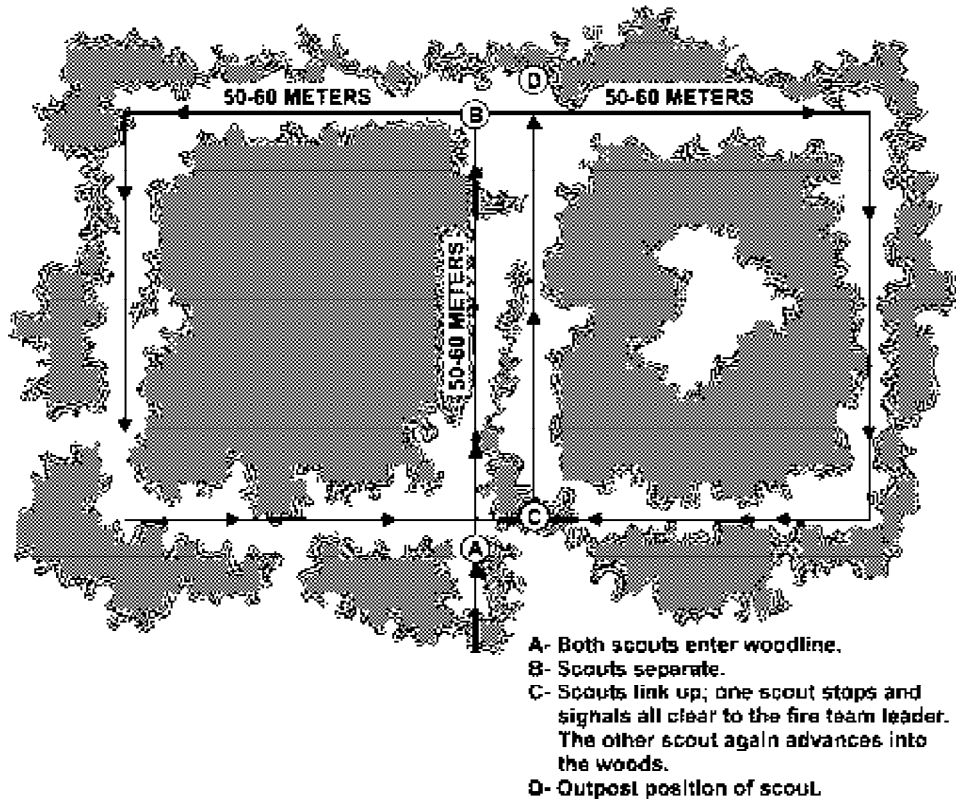 D
50-60 METERS
50-60 METERS
B
50-60 METERS
C
A
A- Both scouts enter woodline.
B- Scouts separate.
C- Scouts link up; one scout stops and
signals all clear to the fire team leader.
The other scout again advances into
the woods.
D- Outpost position of scout.